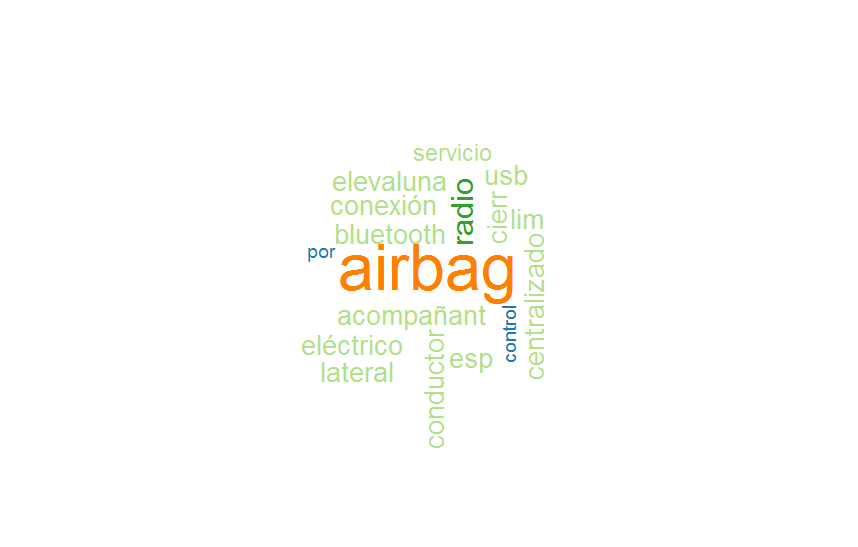 servicio
elevaluna
usb
conexión
radio
cierr
lim
bluetooth
por
airbag
centralizado
acompañant
control
eléctrico
esp
lateral
conductor